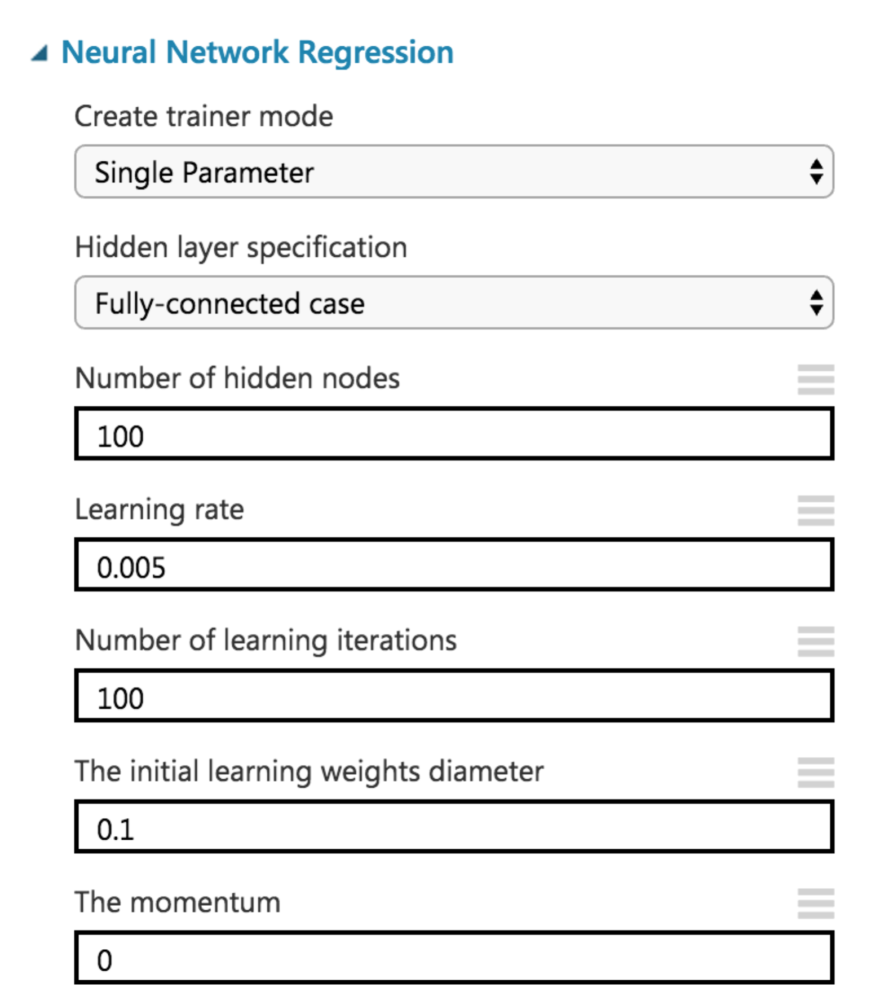 Neural Network Regression
Create trainer mode
Single Parameter
Hidden layer specification
Fully-connected case
Number of hidden nodes
100
Learning rate
0.005
Number of learning iterations
100
The initial learning weights diameter
0.1
The momentum
0